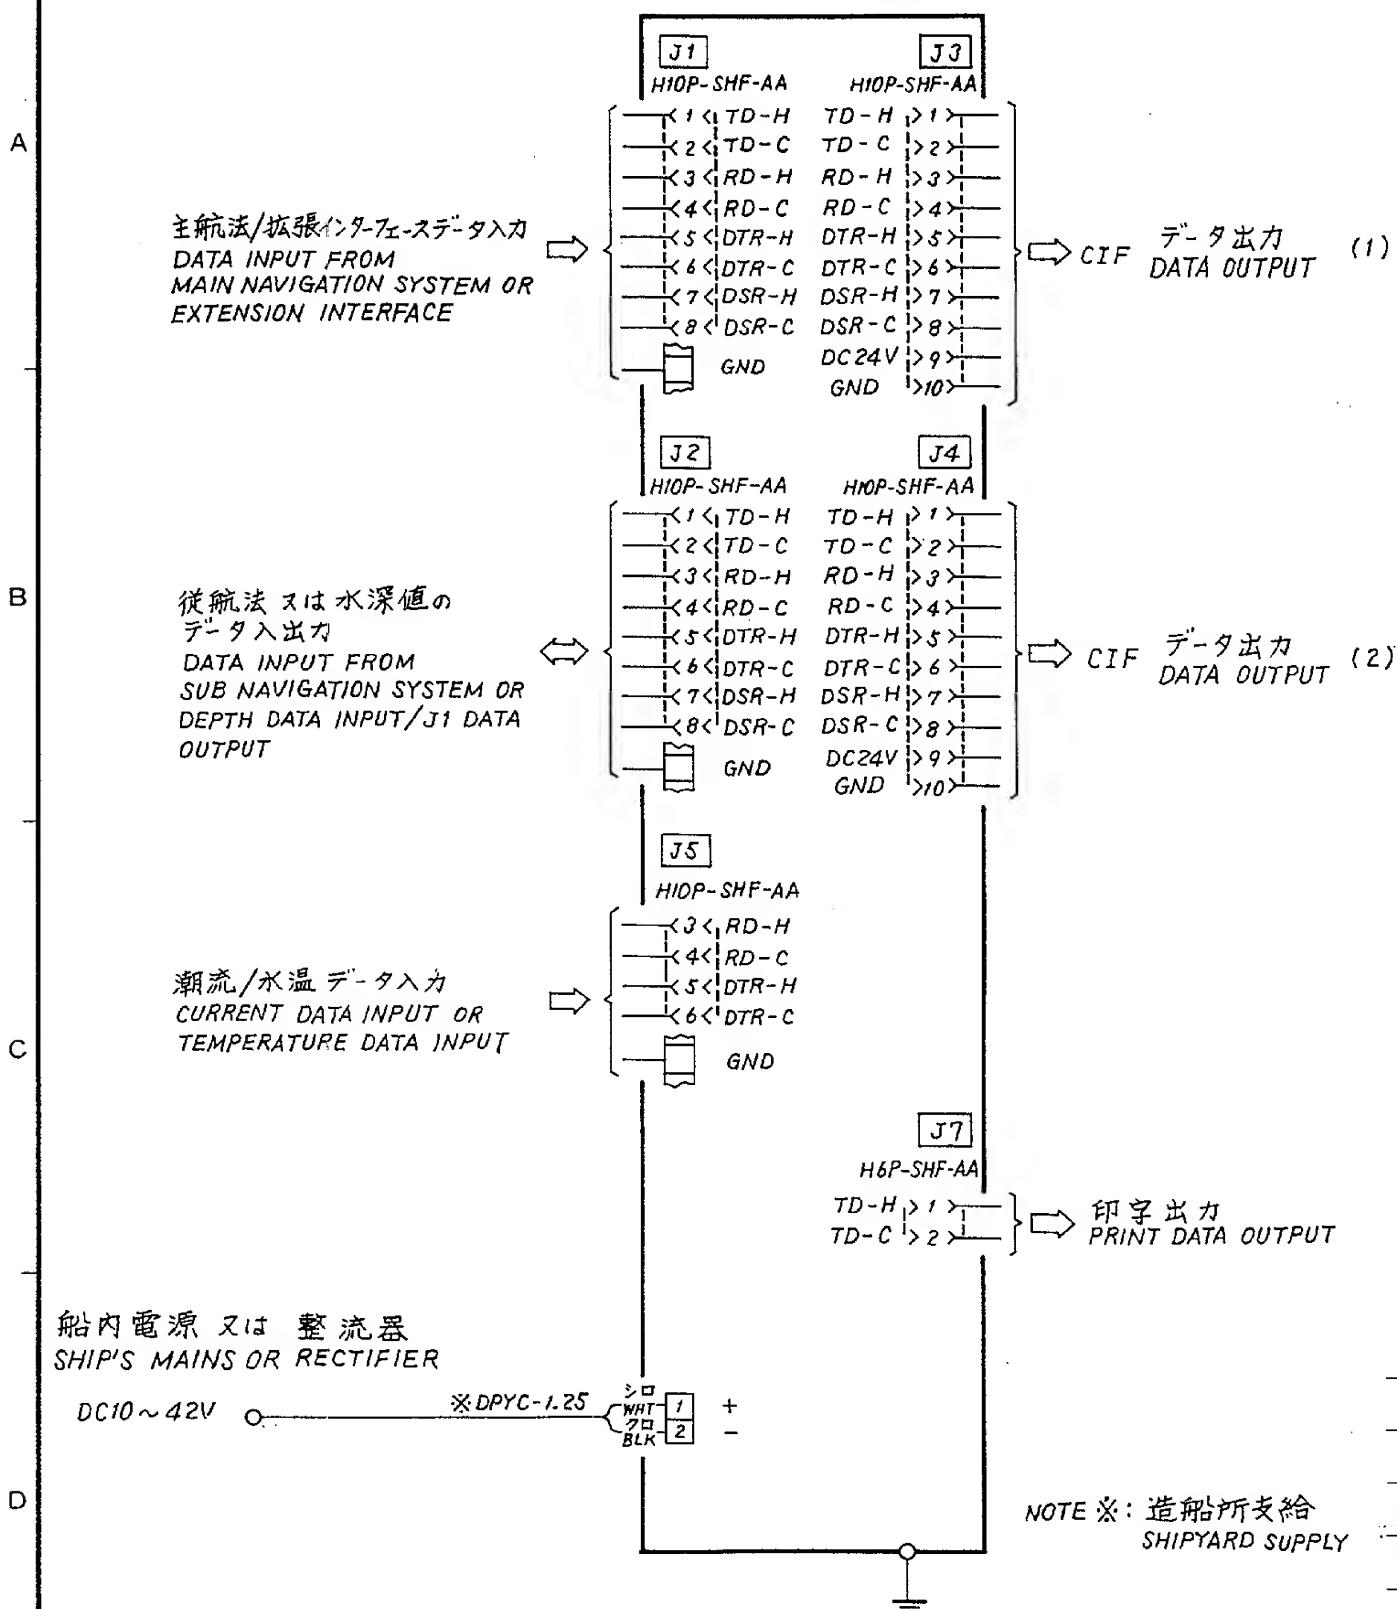 A
B
C
D
J1
H10P-SHF-AA
1 TD-H
2 TD-C
3 RD-H
4 RD-C
5 DTR-H
6 DTR-C
7 DSR-H
8 DSR-C
GND
主航法/拡張インターフェースデータ入力
DATA INPUT FROM
MAIN NAVIGATION SYSTEM OR
EXTENSION INTERFACE
J3
H10P-SHF-AA
TD-H 1
TD-C 2
RD-H 3
RD-C 4
DTR-H 5
DTR-C 6
DSR-H 7
DSR-C 8
DC24V 9
GND 10
CIF データ出力 (1)
DATA OUTPUT
J2
H10P-SHF-AA
1 TD-H
2 TD-C
3 RD-H
4 RD-C
5 DTR-H
6 DTR-C
7 DSR-H
8 DSR-C
GND
従航法 又は 水深値の
データ入出力
DATA INPUT FROM
SUB NAVIGATION SYSTEM OR
DEPTH DATA INPUT/J1 DATA
OUTPUT
J4
H10P-SHF-AA
TD-H 1
TD-C 2
RD-H 3
RD-C 4
DTR-H 5
DTR-C 6
DSR-H 7
DSR-C 8
DC24V 9
GND 10
CIF データ出力 (2)
DATA OUTPUT
J5
H10P-SHF-AA
3 RD-H
4 RD-C
5 DTR-H
6 DTR-C
GND
潮流/水温データ入力
CURRENT DATA INPUT OR
TEMPERATURE DATA INPUT
J7
H6P-SHF-AA
TD-H 1
TD-C 2
印字出力
PRINT DATA OUTPUT
船内電源 又は 整流器
SHIP'S MAINS OR RECTIFIER
DC10~42V
※DPYC-1.25
シロ
WHT 1 +
クロ
BLK 2 -
NOTE ※: 造船所支給
SHIPYARD SUPPLY